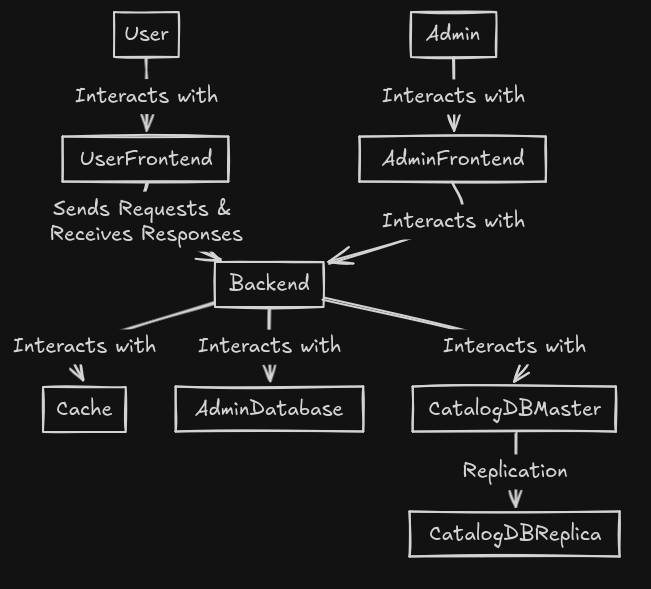 User
Admin
Interacts with
Interacts with
UserFrontend
AdminFrontend
Sends Requests &
Receives Responses
Interacts with
Backend
Interacts with
Interacts with
Interacts with
Cache
AdminDatabase
CatalogDBMaster
Replication
CatalogDBReplica